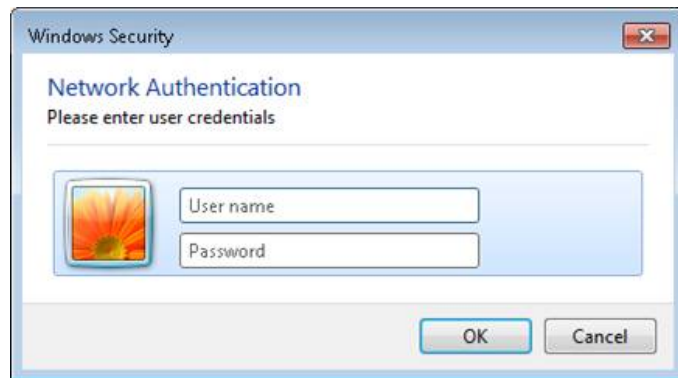 Windows Security
Network Authentication
Please enter user credentials
User name
Password
OK
Cancel